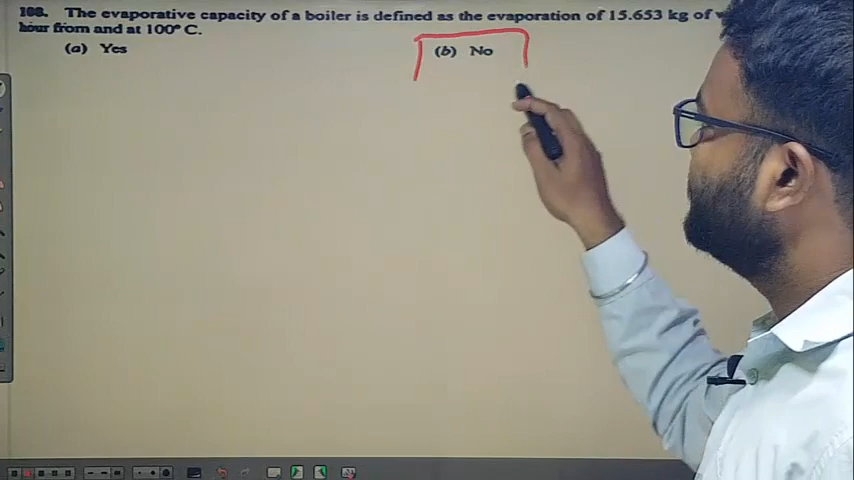 108. The evaporative capacity of a boiler is defined as the evaporation of 15.653 kg of
hour from and at 100° C.
(a) Yes
(b) No